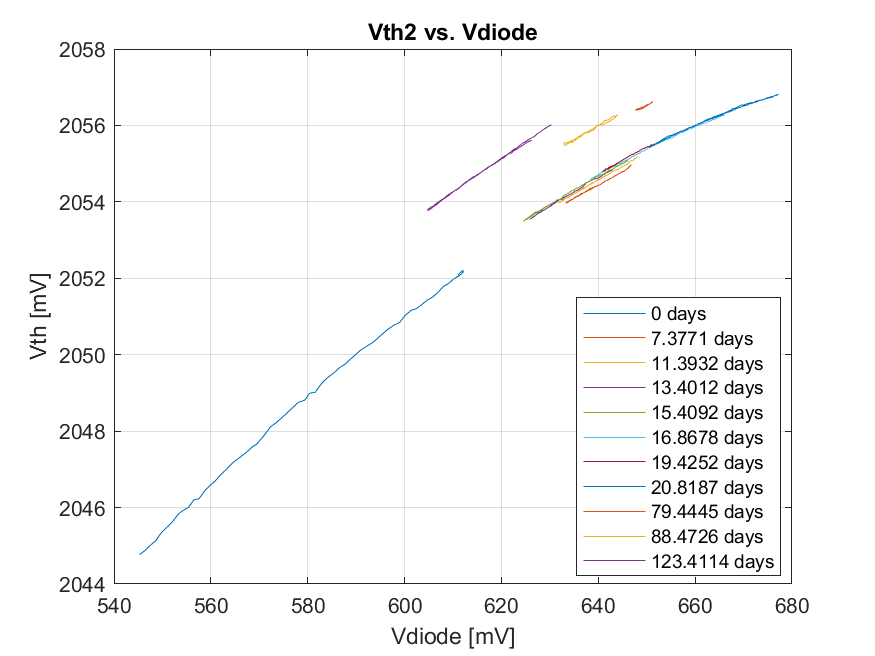 Vth2 vs. Vdiode
2058
2056
2054
2052
2050
2048
2046
2044
Vth [mV]
0 days
7.3771 days
11.3932 days
13.4012 days
15.4092 days
16.8678 days
19.4252 days
20.8187 days
79.4445 days
88.4726 days
123.4114 days
540 560 580 600 620 640 660 680
Vdiode [mV]